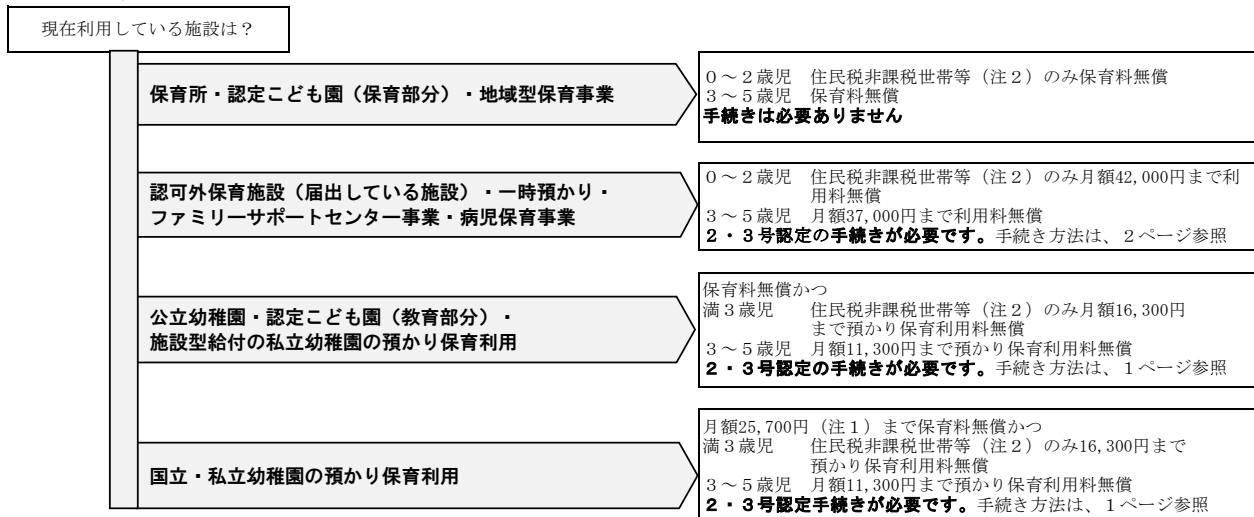 現在利用している施設は？
保育所・認定こども園（保育部分）・地域型保育事業
０～２歳児　住民税非課税世帯等（注２）のみ保育料無償
３～５歳児　保育料無償
手続きは必要ありません
認可外保育施設（届出している施設）・一時預かり・
ファミリーサポートセンター事業・病児保育事業
０～２歳児　住民税非課税世帯等（注２）のみ月額42,000円まで利
用料無償
３～５歳児　月額37,000円まで利用料無償
２・３号認定の手続きが必要です。手続き方法は、２ページ参照
公立幼稚園・認定こども園（教育部分）・
施設型給付の私立幼稚園の預かり保育利用
保育料無償かつ
満３歳児　　住民税非課税世帯等（注２）のみ月額16,300円
まで預かり保育利用料無償
３～５歳児　月額11,300円まで預かり保育利用料無償
２・３号認定の手続きが必要です。手続き方法は、１ページ参照
国立・私立幼稚園の預かり保育利用
月額25,700円（注１）まで保育料無償かつ
満３歳児　　住民税非課税世帯等（注２）のみ16,300円まで
預かり保育利用料無償
３～５歳児　月額11,300円まで預かり保育利用料無償
２・３号認定手続きが必要です。手続き方法は、１ページ参照